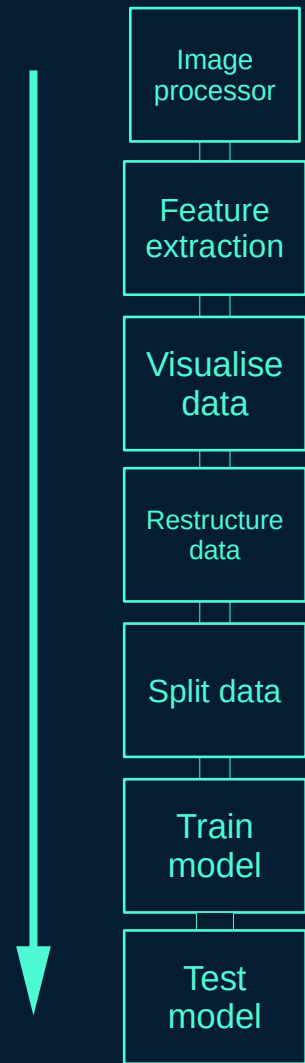 Image
processor
Feature
extraction
Visualise
data
Restructure
data
Split data
Train
model
Test
model